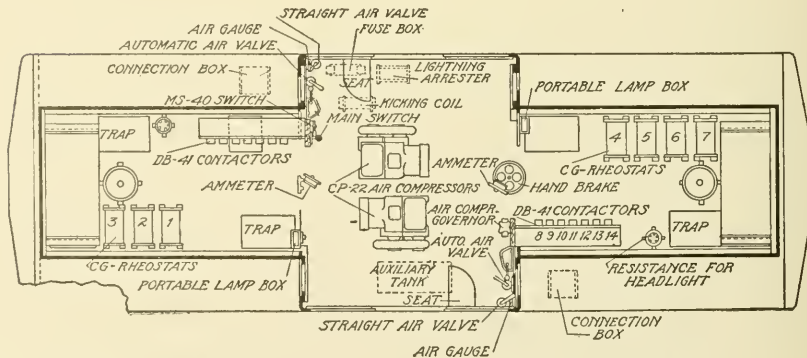 STRAIGHT AIR VALVE
AIR GAUGE
FUSE BOX
AUTOMATIC AIR VALVE
CONNECTION BOX
SEAT
LIGHTNING
ARRESTER
MS-40 SWITCH
KICKING COIL
MAIN SWITCH
PORTABLE LAMP BOX
TRAP
4 5 6 7
DB-41 CONTACTORS
AMMETER
CG-RHEOSTATS
AMMETER
CP-22 AIR COMPRESSORS
HAND BRAKE
AIR COMPR.
GOVERNOR
DB-41 CONTACTORS
3 2 1
TRAP
8 9 10 11 12 13 14
TRAP
AUTO. AIR
VALVE
CG-RHEOSTATS
AUXILIARY
TANK
RESISTANCE FOR
HEADLIGHT
PORTABLE LAMP BOX
SEAT
STRAIGHT AIR VALVE
CONNECTION
BOX
AIR GAUGE